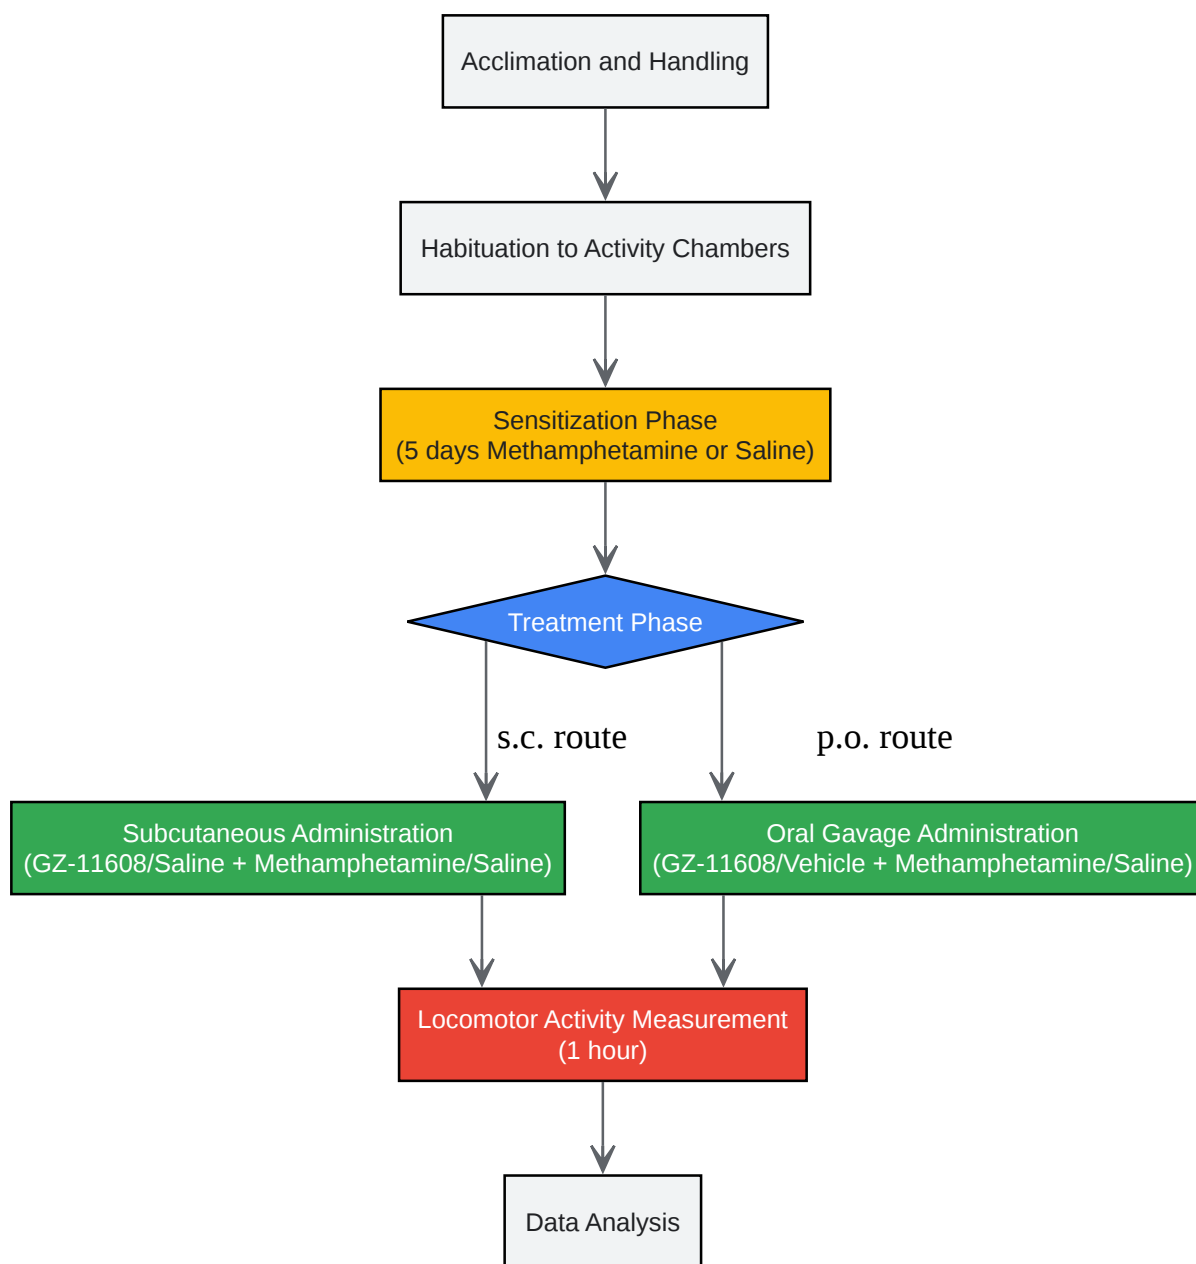 Acclimation and Handling
Habituation to Activity Chambers
Sensitization Phase
(5 days Methamphetamine or Saline)
Treatment Phase
s.c. route
p.o. route
Subcutaneous Administration
(GZ-11608/Saline + Methamphetamine/Saline)
Oral Gavage Administration
(GZ-11608/Vehicle + Methamphetamine/Saline)
Locomotor Activity Measurement
(1 hour)
Data Analysis